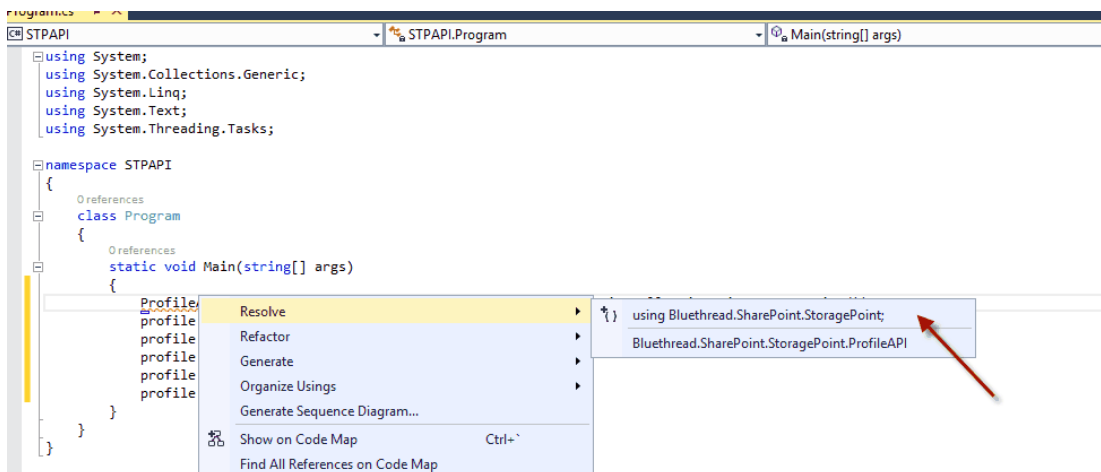 Program.cs
C# STPAPI STPAPI.Program Main(string[] args)
using System;
using System.Collections.Generic;
using System.Linq;
using System.Text;
using System.Threading.Tasks;
namespace STPAPI
{
0 references
class Program
{
0 references
static void Main(string[] args)
{
Profile
profile
profile
profile
profile
profile
}
}
}
Resolve
Refactor
Generate
Organize Usings
Generate Sequence Diagram...
Show on Code Map Ctrl+`
Find All References on Code Map
{} using Bluethread.SharePoint.StoragePoint;
Bluethread.SharePoint.StoragePoint.ProfileAPI